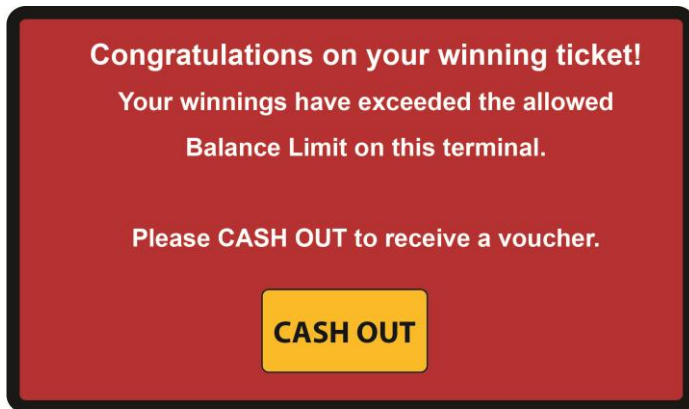 Congratulations on your winning ticket!
Your winnings have exceeded the allowed
Balance Limit on this terminal.
Please CASH OUT to receive a voucher.
CASH OUT